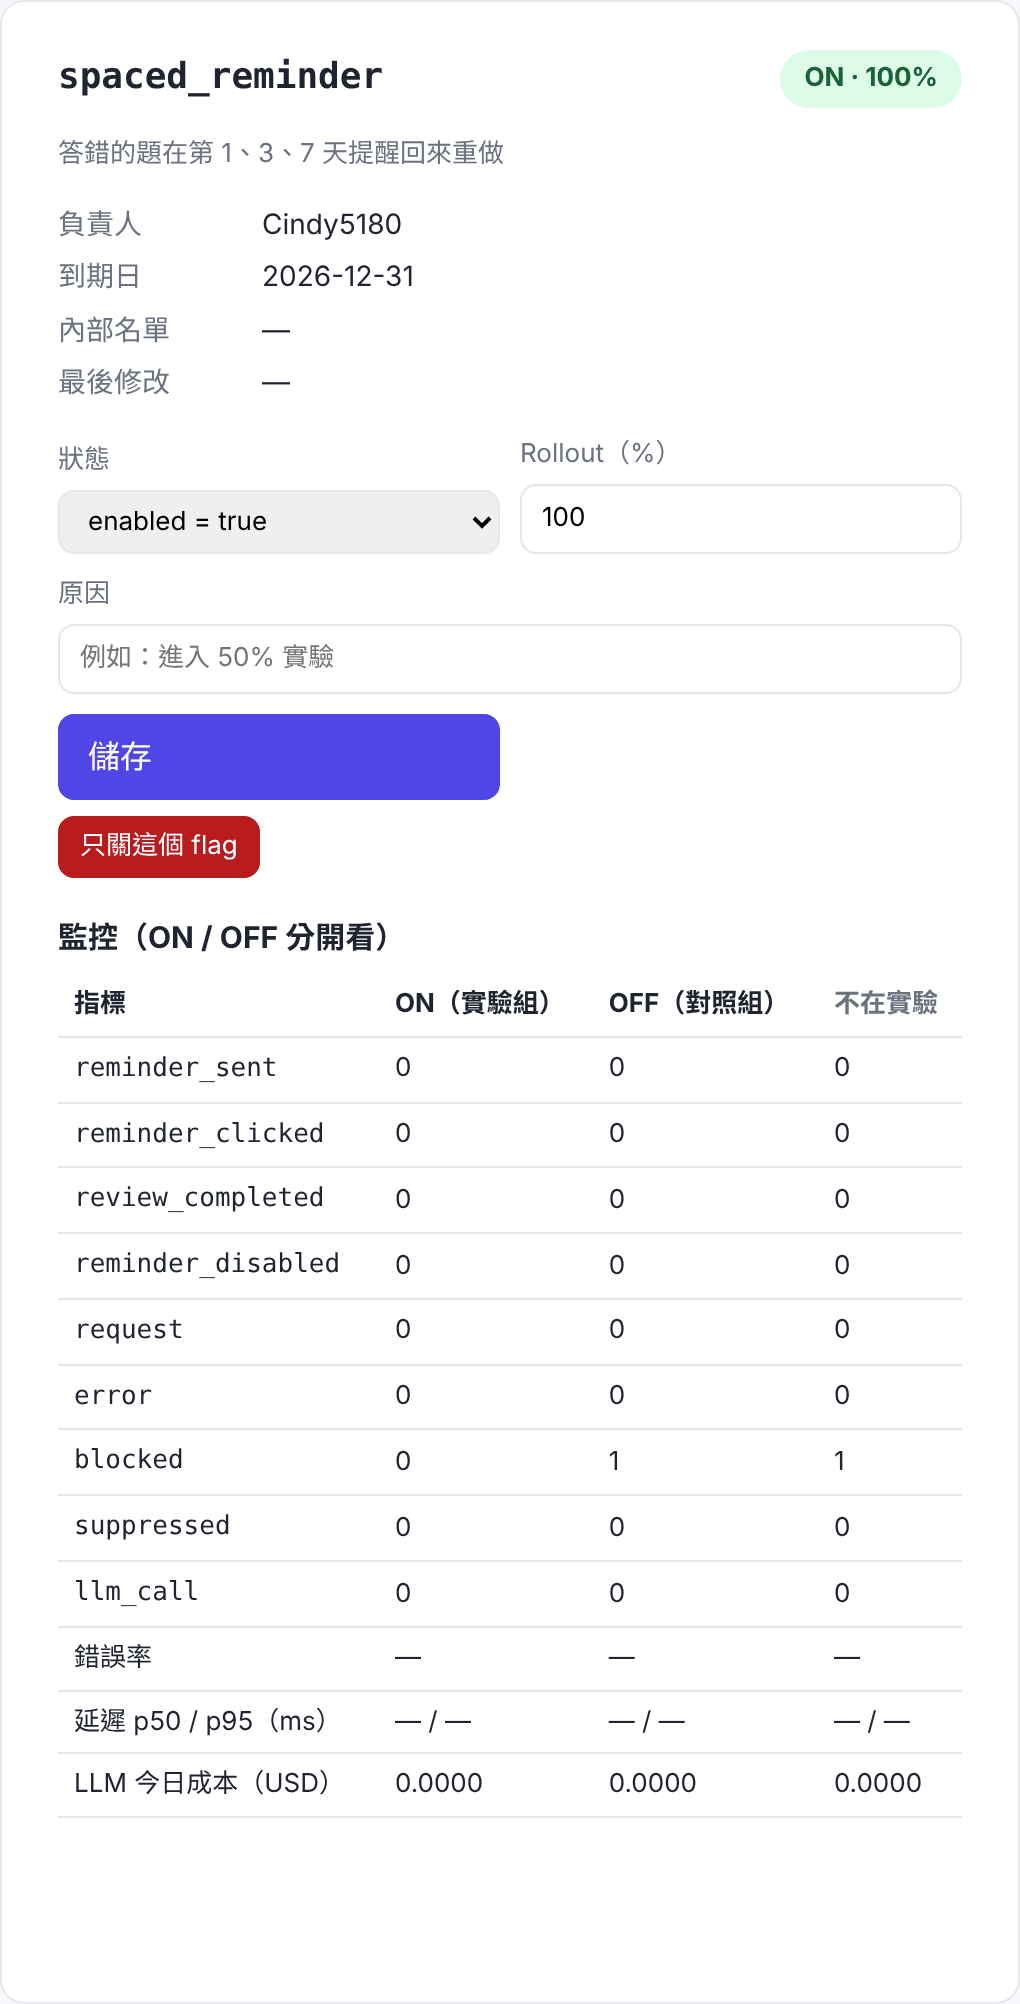 spaced_reminder
ON · 100%
答錯的題在第 1、3、7 天提醒回來重做
負責人 Cindy5180
到期日 2026-12-31
內部名單 —
最後修改 —
狀態
Rollout（%）
enabled = true
100
原因
例如：進入 50% 實驗
儲存
只關這個 flag
監控（ON / OFF 分開看）
指標 ON（實驗組） OFF（對照組） 不在實驗
reminder_sent 0 0 0
reminder_clicked 0 0 0
review_completed 0 0 0
reminder_disabled 0 0 0
request 0 0 0
error 0 0 0
blocked 0 1 1
suppressed 0 0 0
llm_call 0 0 0
錯誤率 — — —
延遲 p50 / p95（ms） — / — — / — — / —
LLM 今日成本（USD） 0.0000 0.0000 0.0000